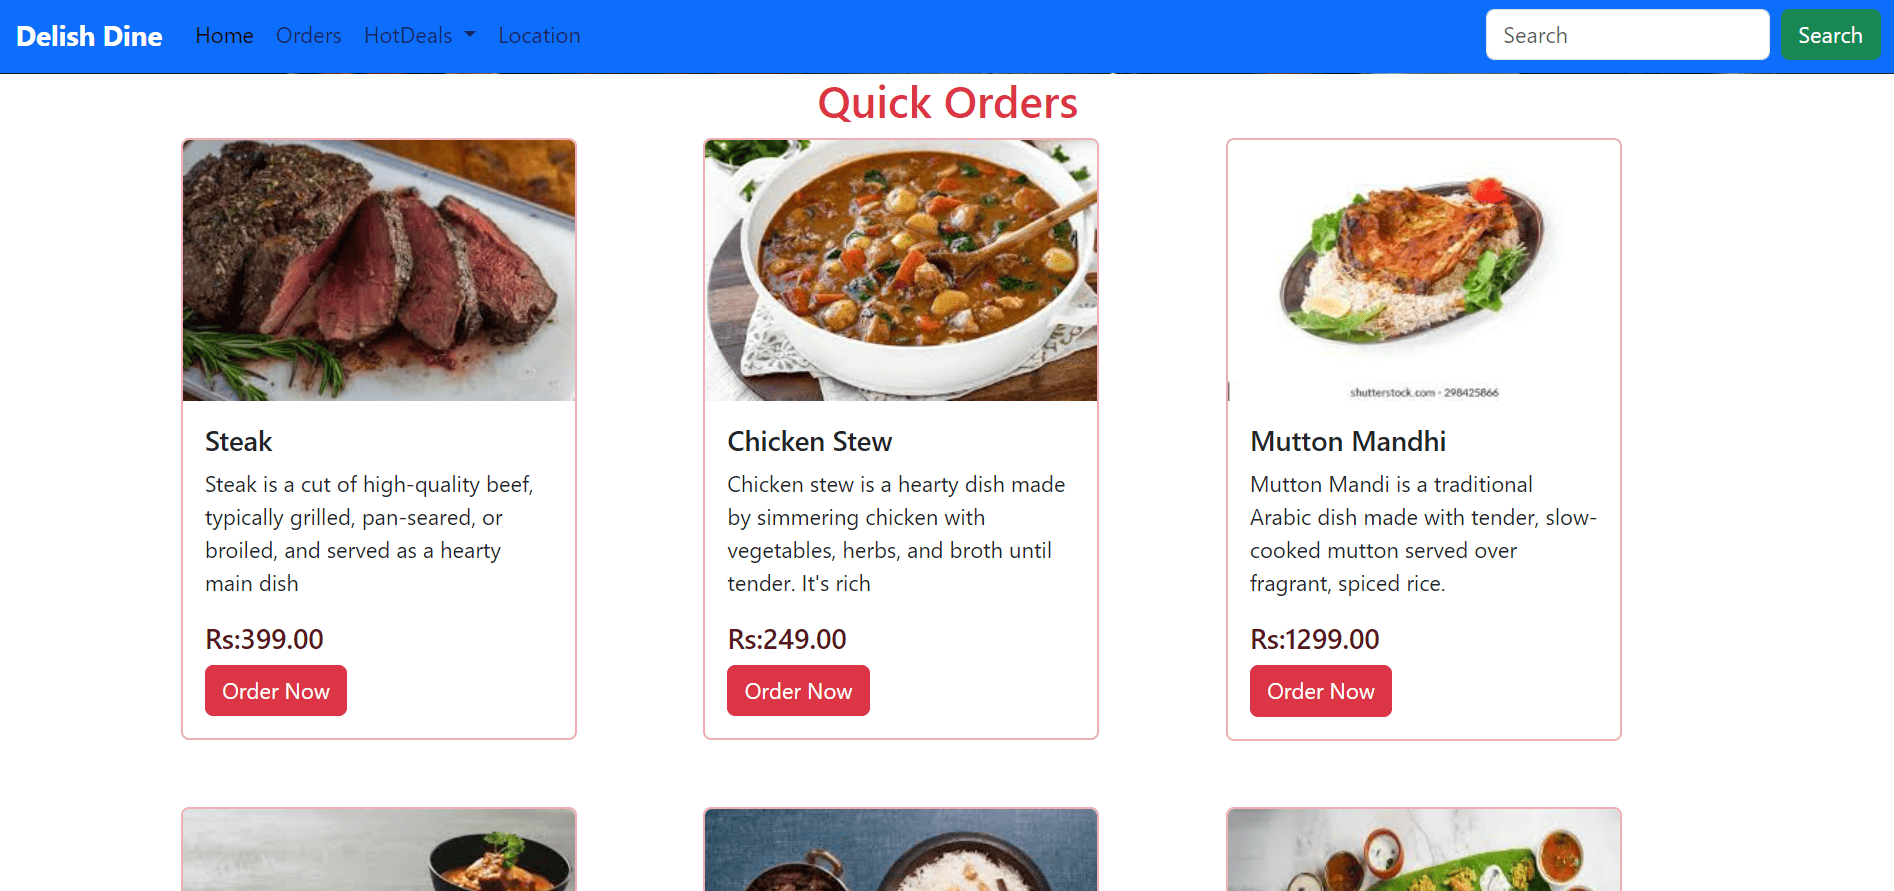 Delish Dine Home Orders HotDeals Location Search Search
Quick Orders
shutterstock.com • 298425866
Steak
Steak is a cut of high-quality beef,
typically grilled, pan-seared, or
broiled, and served as a hearty
main dish
Rs:399.00
Order Now
Chicken Stew
Chicken stew is a hearty dish made
by simmering chicken with
vegetables, herbs, and broth until
tender. It's rich
Rs:249.00
Order Now
Mutton Mandhi
Mutton Mandi is a traditional
Arabic dish made with tender, slow-
cooked mutton served over
fragrant, spiced rice.
Rs:1299.00
Order Now